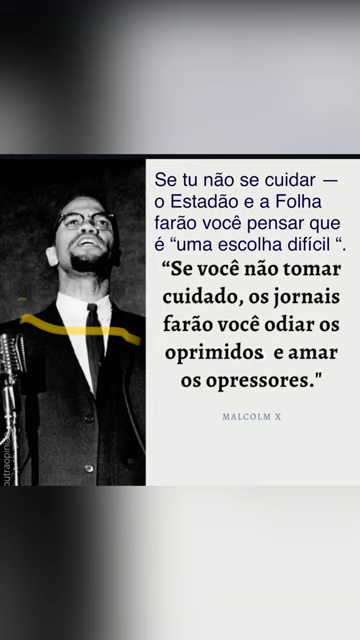 Se tu não se cuidar —
o Estadão e a Folha
farão você pensar que
é “uma escolha difícil “.
“Se você não tomar
cuidado, os jornais
farão você odiar os
oprimidos e amar
os opressores."
MALCOLM X
outraopiniao